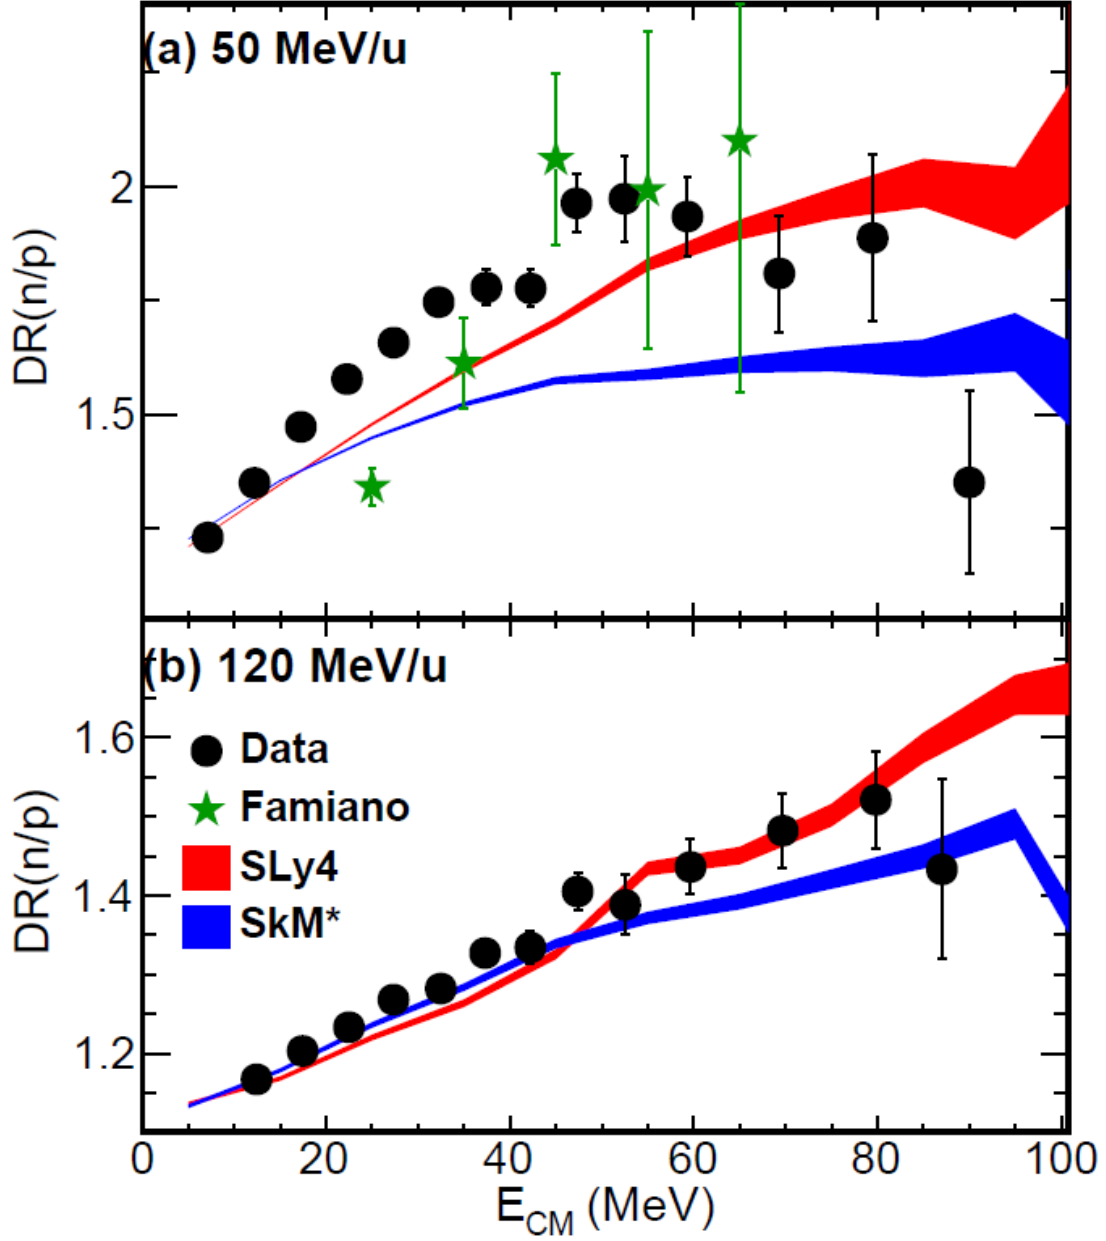 (a) 50 MeV/u
DR(n/p)
2
1.5
(b) 120 MeV/u
DR(n/p)
1.6
1.4
1.2
Data
Famiano
SLy4
SkM*
0 20 40 60 80 100
E_CM (MeV)